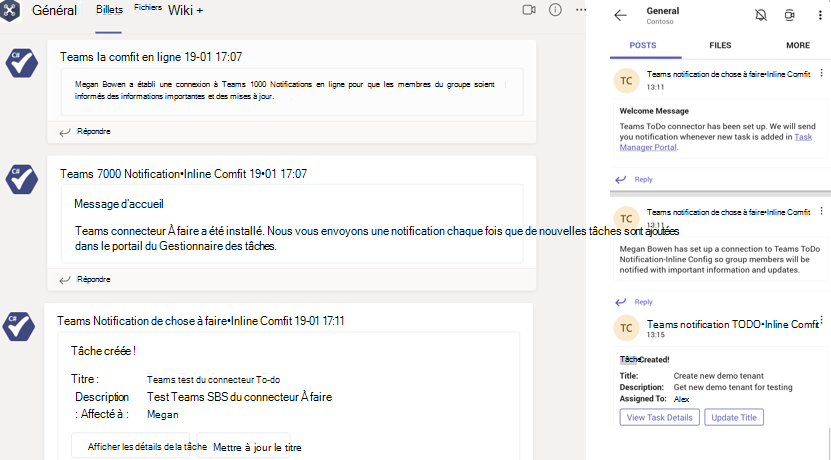 Général Billets Fichiers Wiki +
Teams la comfit en ligne 19-01 17:07
Megan Bowen a établi une connexion à Teams 1000 Notifications en ligne pour que les membres du groupe soient
informés des informations importantes et des mises à jour.
Répondre
Teams 7000 Notification•Inline Comfit 19•01 17:07
Message d'accueil
Teams connecteur À faire a été installé. Nous vous envoyons une notification chaque fois que de nouvelles tâches sont ajoutées
dans le portail du Gestionnaire des tâches.
Répondre
Teams Notification de chose à faire•Inline Comfit 19-01 17:11
Tâche créée !
Titre : Teams test du connecteur To-do
Description Test Teams SBS du connecteur À faire
: Affecté à : Megan
Afficher les détails de la tâche Mettre à jour le titre
General
Contoso
POSTS FILES MORE
TC Teams notification de chose à faire•Inline Comfit
13:11
Welcome Message
Teams ToDo connector has been set up. We will send
you notification whenever new task is added in Task
Manager Portal.
Reply
TC Teams notification de chose à faire•Inline Comfit
13:11
Megan Bowen has set up a connection to Teams ToDo
Notification-Inline Config so group members will be
notified with important information and updates.
Reply
TC Teams notification TODO•Inline Comfit
13:15
Tâche Created!
Title: Create new demo tenant
Description: Get new demo tenant for testing
Assigned To: Alex
View Task Details Update Title